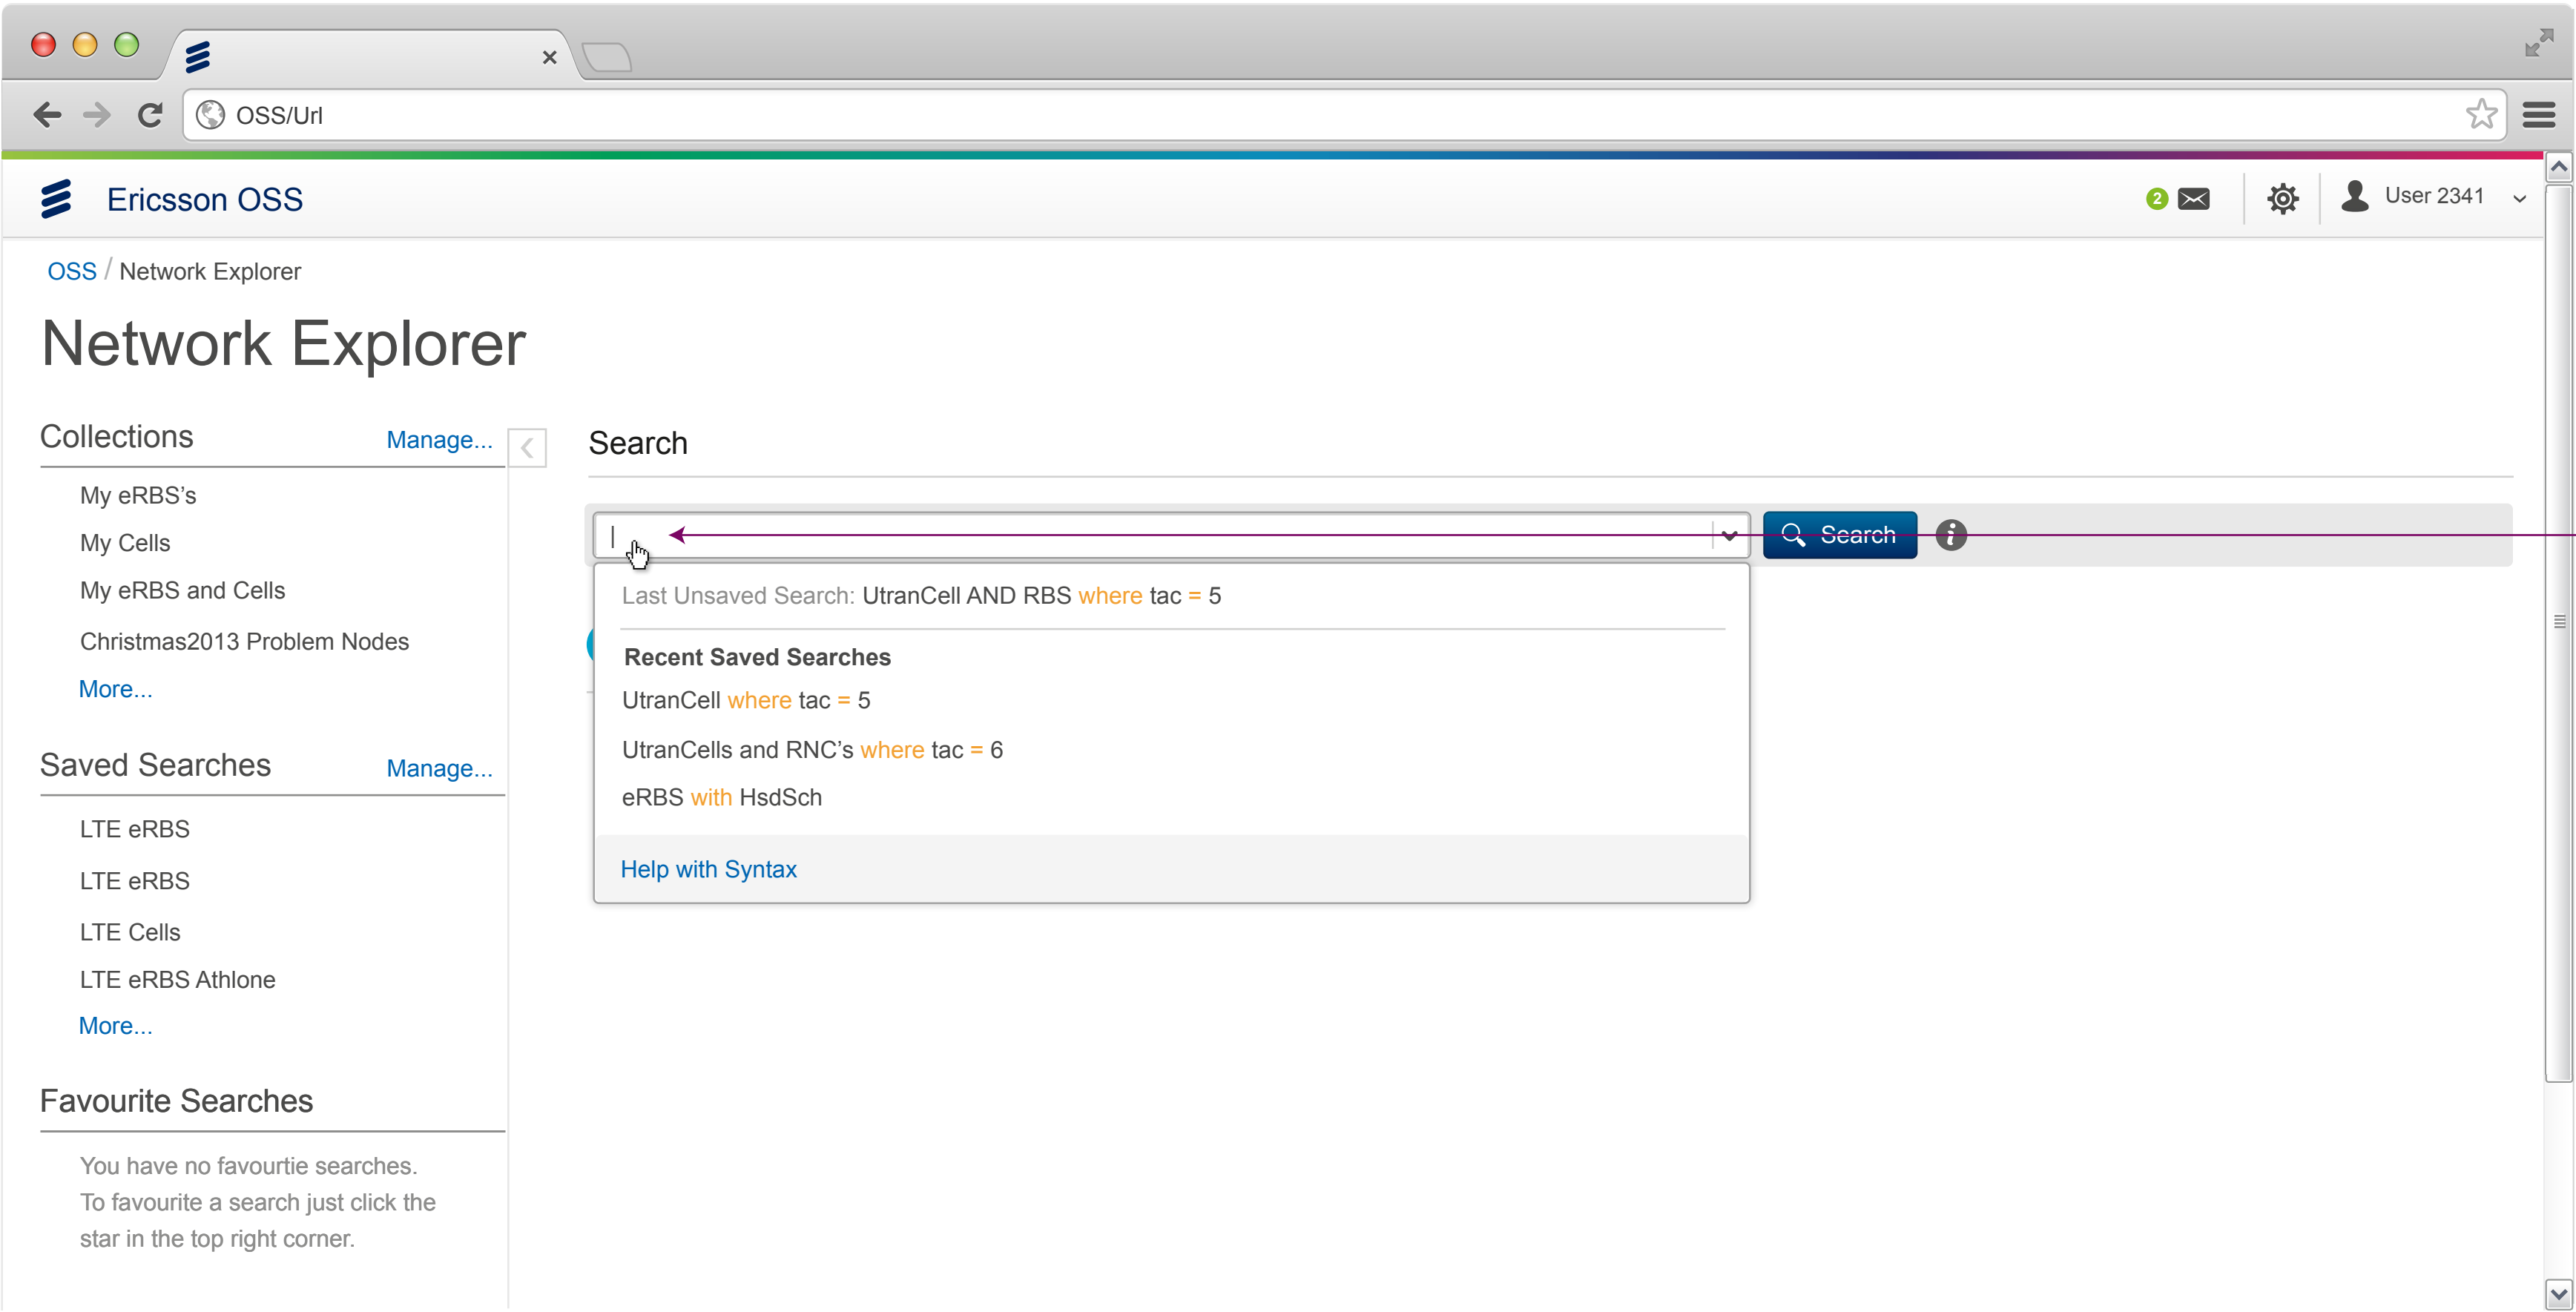 OSS/Url
Ericsson OSS
2
User 2341
OSS / Network Explorer
Network Explorer
Collections Manage...
My eRBS’s
My Cells
My eRBS and Cells
Christmas2013 Problem Nodes
More...
Saved Searches Manage...
LTE eRBS
LTE eRBS
LTE Cells
LTE eRBS Athlone
More...
Favourite Searches
You have no favourtie searches.
To favourite a search just click the
star in the top right corner.
Search
Search
Last Unsaved Search: UtranCell AND RBS where tac = 5
Recent Saved Searches
UtranCell where tac = 5
UtranCells and RNC’s where tac = 6
eRBS with HsdSch
Help with Syntax